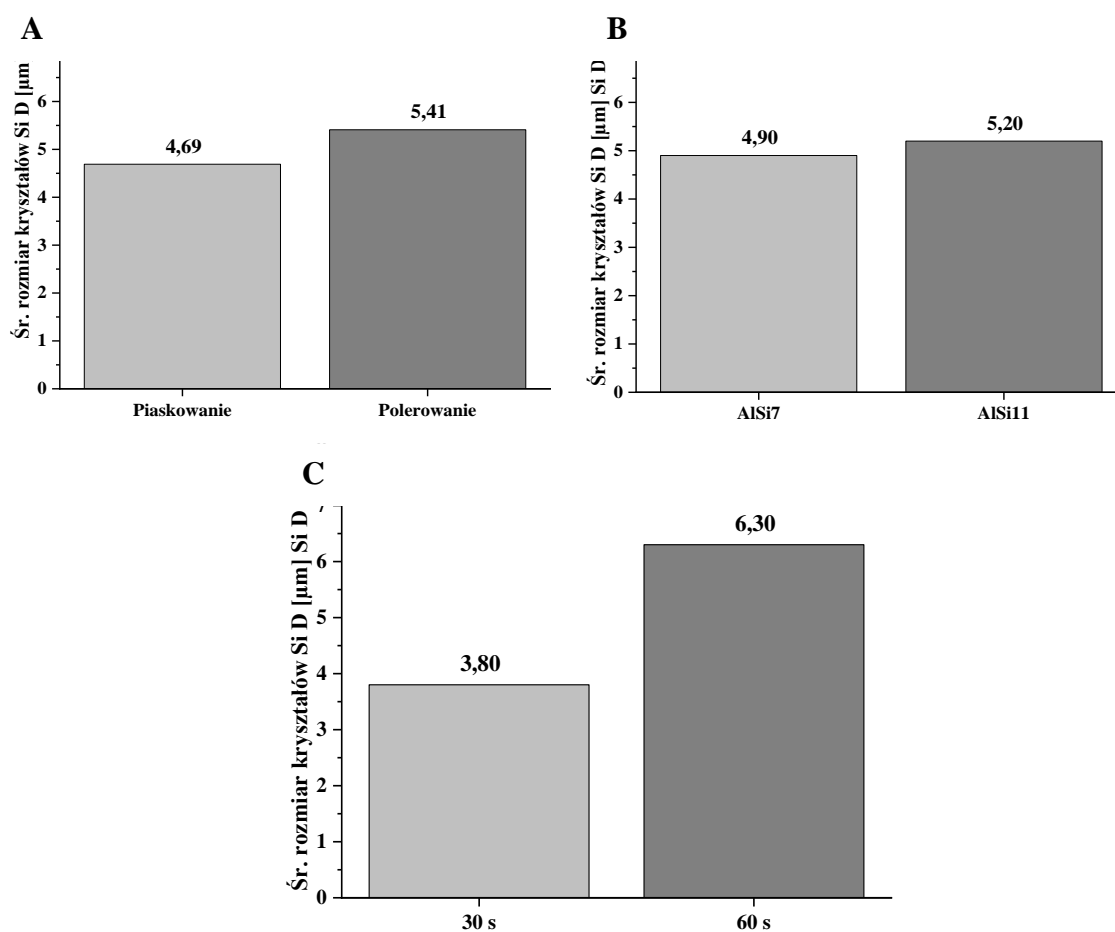 A
Śr. rozmiar kryształów Si D [μm
6
5
4
3
2
1
0
4,69
5,41
Piaskowanie
Polerowanie
B
Śr. rozmiar kryształów Si D [μm] Si D
6
5
4
3
2
1
0
4,90
5,20
AlSi7
AlSi11
C
Śr. rozmiar kryształów Si D [μm] Si D
7
6
5
4
3
2
1
0
3,80
6,30
30 s
60 s